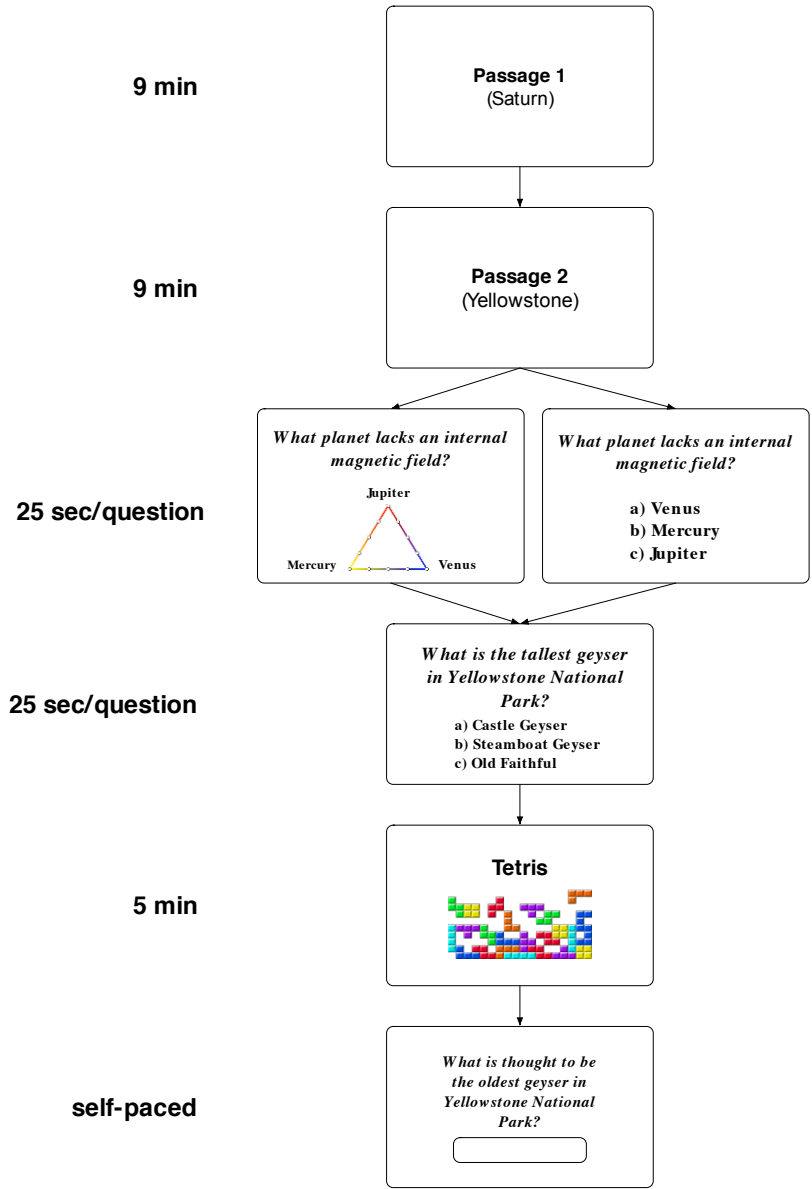 9 min
Passage 1
(Saturn)
9 min
Passage 2
(Yellowstone)
25 sec/question
What planet lacks an internal
magnetic field?
Jupiter
Mercury
Venus
What planet lacks an internal
magnetic field?
a) Venus
b) Mercury
c) Jupiter
25 sec/question
What is the tallest geyser
in Yellowstone National
Park?
a) Castle Geyser
b) Steamboat Geyser
c) Old Faithful
5 min
Tetris
self-paced
What is thought to be
the oldest geyser in
Yellowstone National
Park?